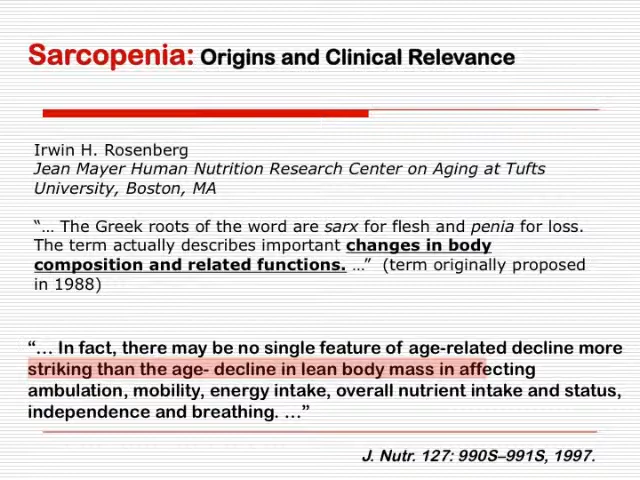 Sarcopenia: Origins and Clinical Relevance
Irwin H. Rosenberg
Jean Mayer Human Nutrition Research Center on Aging at Tufts
University, Boston, MA
“… The Greek roots of the word are sarx for flesh and penia for loss.
The term actually describes important changes in body
composition and related functions. …” (term originally proposed
in 1988)
“… In fact, there may be no single feature of age-related decline more
striking than the age- decline in lean body mass in affecting
ambulation, mobility, energy intake, overall nutrient intake and status,
independence and breathing. …”
J. Nutr. 127: 990S–991S, 1997.